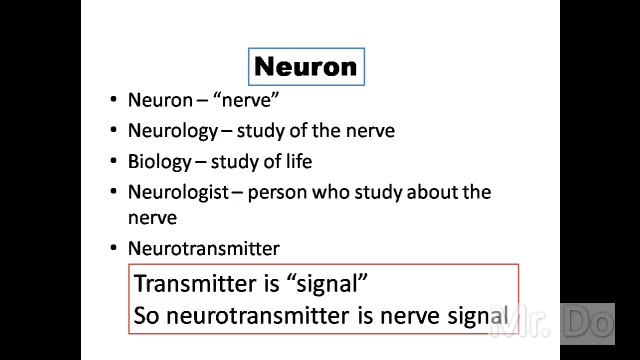 Neuron
• Neuron – “nerve”
• Neurology – study of the nerve
• Biology – study of life
• Neurologist – person who study about the
nerve
• Neurotransmitter
Transmitter is “signal”
So neurotransmitter is nerve signal
Mr. Do